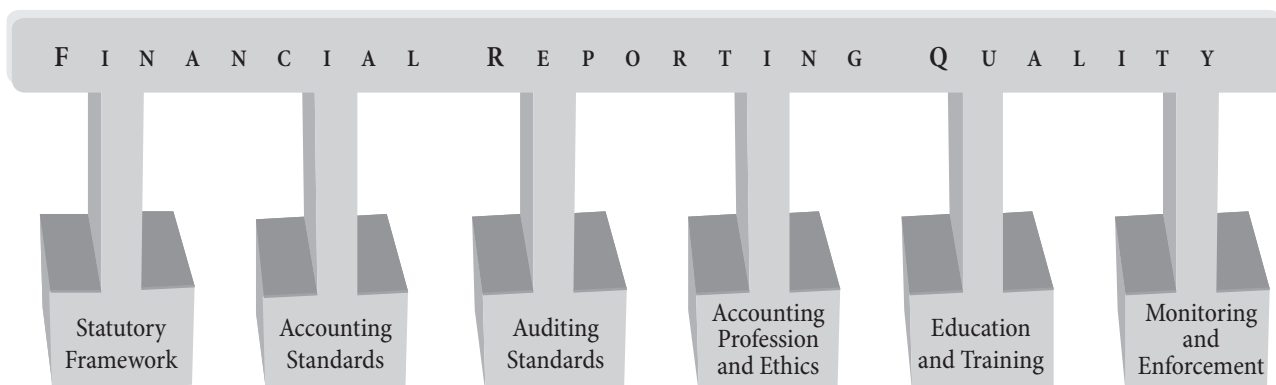 FINANCIAL REPORTING QUALITY
Statutory
Framework
Accounting
Standards
Auditing
Standards
Accounting
Profession
and Ethics
Education
and Training
Monitoring
and
Enforcement